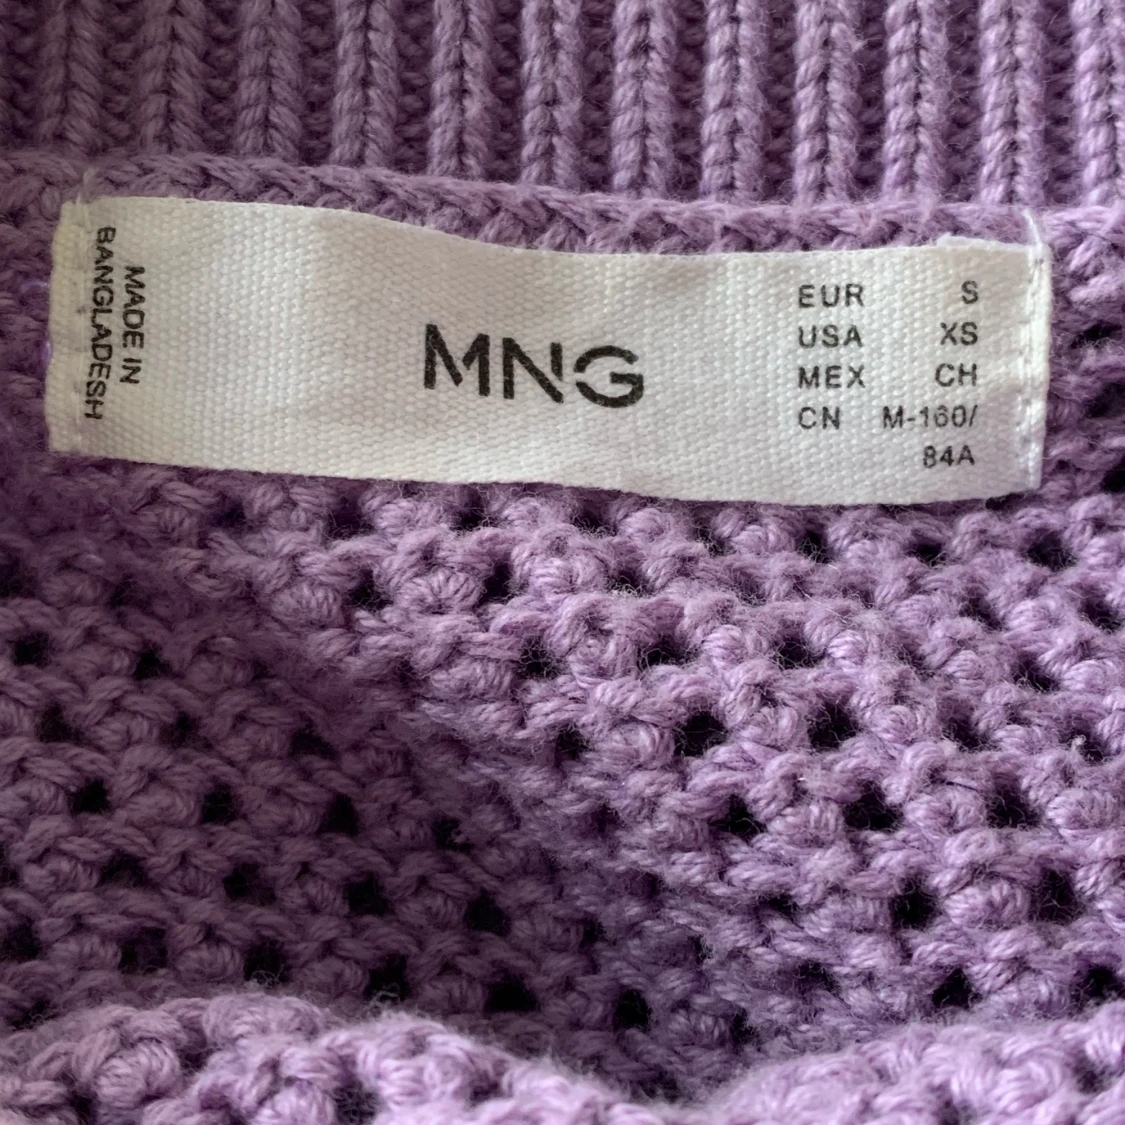 MADE IN
BANGLADESH
MNG
EUR S
USA XS
MEX CH
CN M-160/
84A